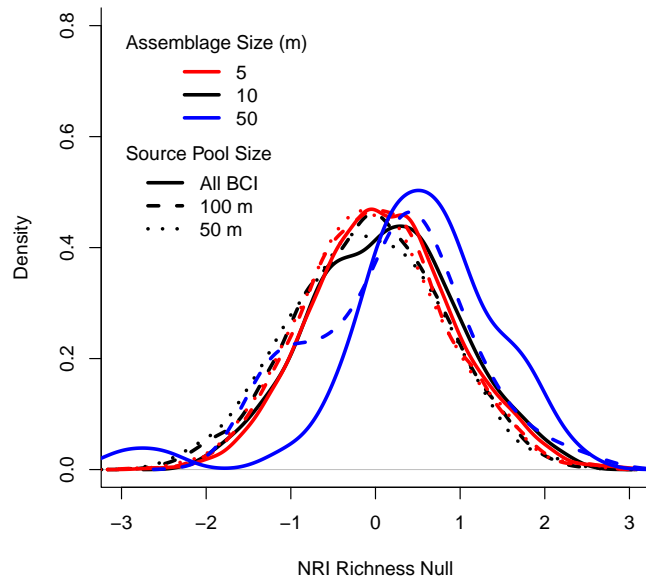 Assemblage Size (m)
5
10
50
Source Pool Size
All BCI
100 m
50 m
Density
0.0
0.2
0.4
0.6
0.8
−3
−2
−1
0
1
2
3
NRI Richness Null